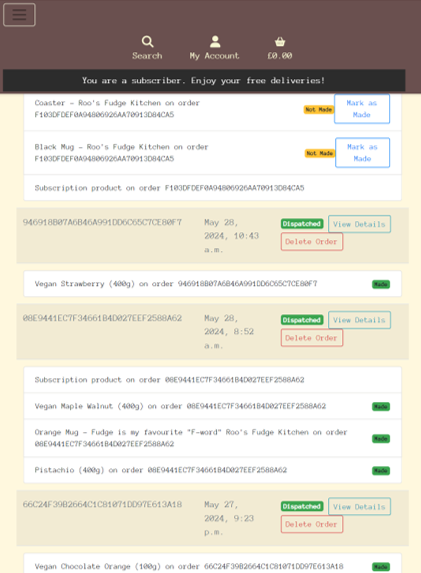 Search
My Account
£0.00
You are a subscriber. Enjoy your free deliveries!
Coaster - Roo's Fudge Kitchen on order
F103DFDEF0A94806926AA70913D84CA5
Not Made
Mark as
Made
Black Mug - Roo's Fudge Kitchen on order
F103DFDEF0A94806926AA70913D84CA5
Not Made
Mark as
Made
Subscription product on order F103DFDEF0A94806926AA70913D84CA5
946918B07A6B46A991DD6C65C7CE80F7
May 28,
2024, 10:43
a.m.
Dispatched
View Details
Delete Order
Vegan Strawberry (400g) on order 946918B07A6B46A991DD6C65C7CE80F7
Made
08E9441EC7F34661B4D027EEF2588A62
May 28,
2024, 8:52
a.m.
Dispatched
View Details
Delete Order
Subscription product on order 08E9441EC7F34661B4D027EEF2588A62
Vegan Maple Walnut (400g) on order 08E9441EC7F34661B4D027EEF2588A62
Made
Orange Mug - Fudge is my favourite "F-word" Roo's Fudge Kitchen on order
08E9441EC7F34661B4D027EEF2588A62
Made
Pistachio (400g) on order 08E9441EC7F34661B4D027EEF2588A62
Made
66C24F39B2664C1C81071DD97E613A18
May 27,
2024, 9:23
p.m.
Dispatched
View Details
Delete Order
Vegan Chocolate Orange (100g) on order 66C24F39B2664C1C81071DD97E613A18
Made